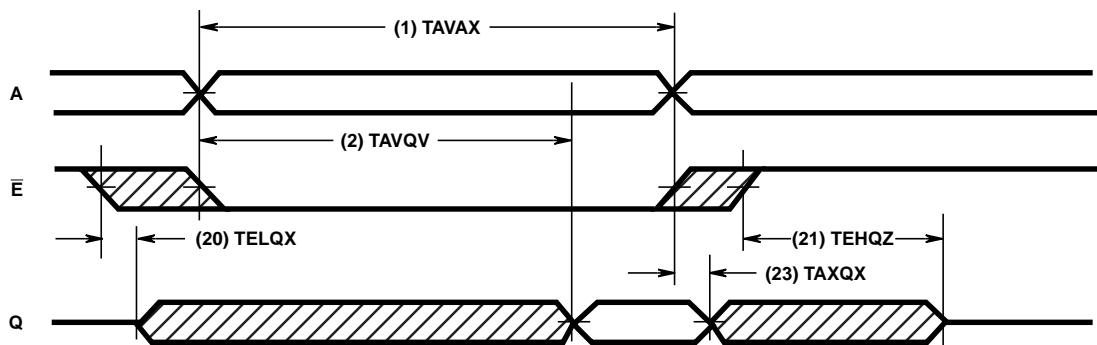 (1) TAVAX
A
(2) TAVQV
E̅
(20) TELQX
(21) TEHQZ
(23) TAXQX
Q